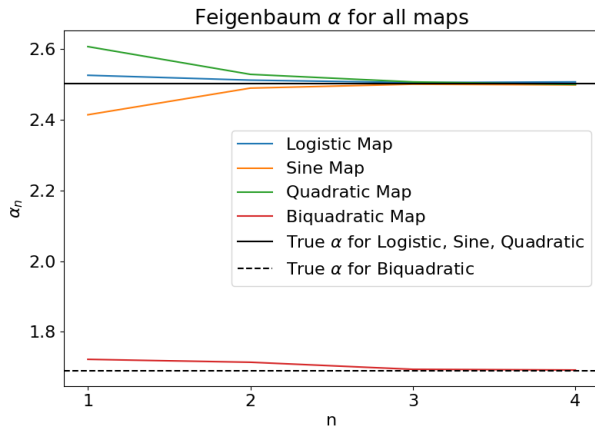 Feigenbaum α for all maps
2.6
2.4
2.2
2.0
1.8
αn
Logistic Map
Sine Map
Quadratic Map
Biquadratic Map
True α for Logistic, Sine, Quadratic
True α for Biquadratic
1 2 3 4
n